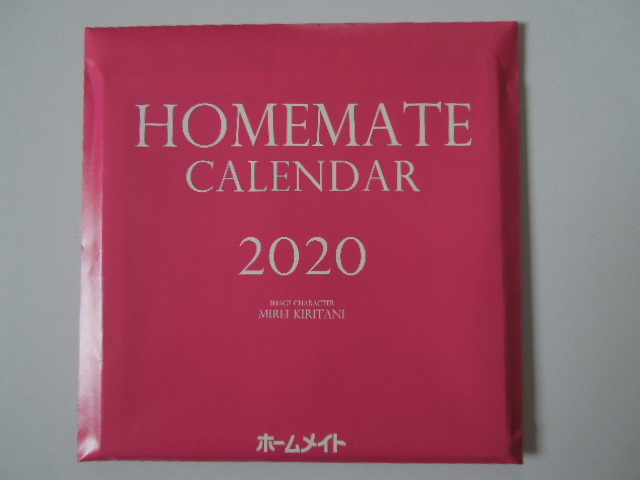 HOMEMATE
CALENDAR
2020
IMAGE CHARACTER
MIREI KIRITANI
ホームメイト